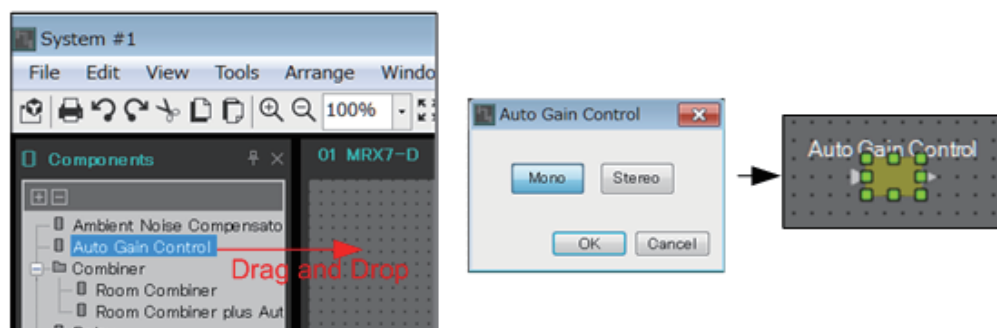 System #1
File Edit View Tools Arrange Windo
100%
Components
01 MRX7-D
Ambient Noise Compensato
Auto Gain Control
Drag and Drop
Combiner
Room Combiner
Room Combiner plus Aut
Auto Gain Control
Mono Stereo
OK Cancel
Auto Gain Control